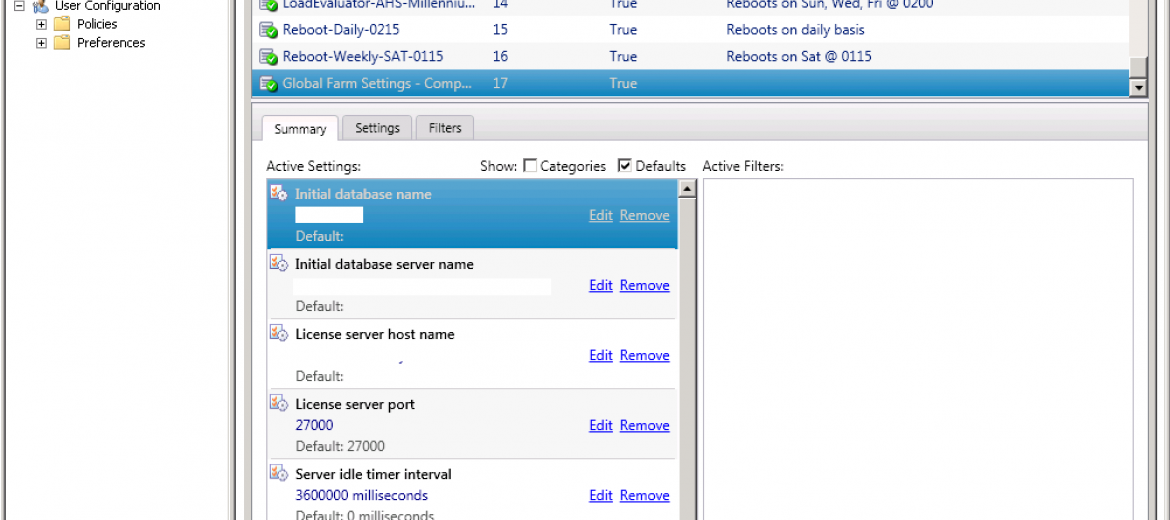 User Configuration
Policies
Preferences
LoadEvaluator-AHS-Millenniu... 14 True Reboots on Sun, Wed, Fri @ 0200
Reboot-Daily-0215 15 True Reboots on daily basis
Reboot-Weekly-SAT-0115 16 True Reboots on Sat @ 0115
Global Farm Settings - Comp... 17 True
Summary Settings Filters
Active Settings: Show: Categories Defaults Active Filters:
Initial database name
Edit Remove
Default:
Initial database server name
Edit Remove
Default:
License server host name
Edit Remove
Default:
License server port
27000 Edit Remove
Default: 27000
Server idle timer interval
3600000 milliseconds Edit Remove
Default: 0 milliseconds